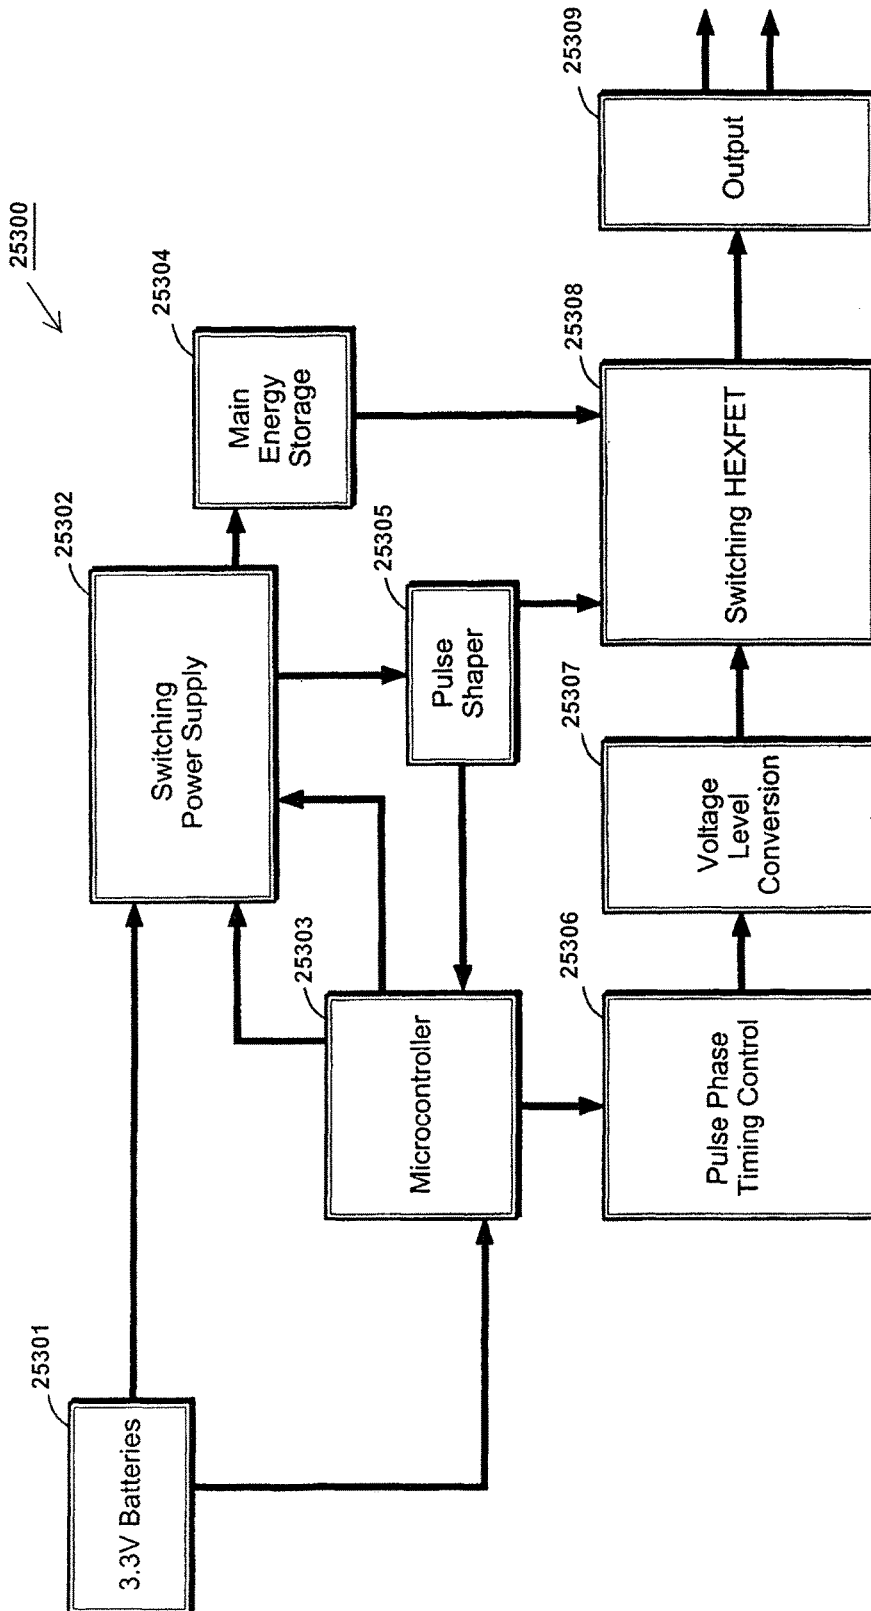 25300
25301
3.3V Batteries
25302
Switching
Power Supply
25303
Microcontroller
25304
Main
Energy
Storage
25305
Pulse
Shaper
25306
Pulse Phase
Timing Control
25307
Voltage
Level
Conversion
25308
Switching HEXFET
25309
Output